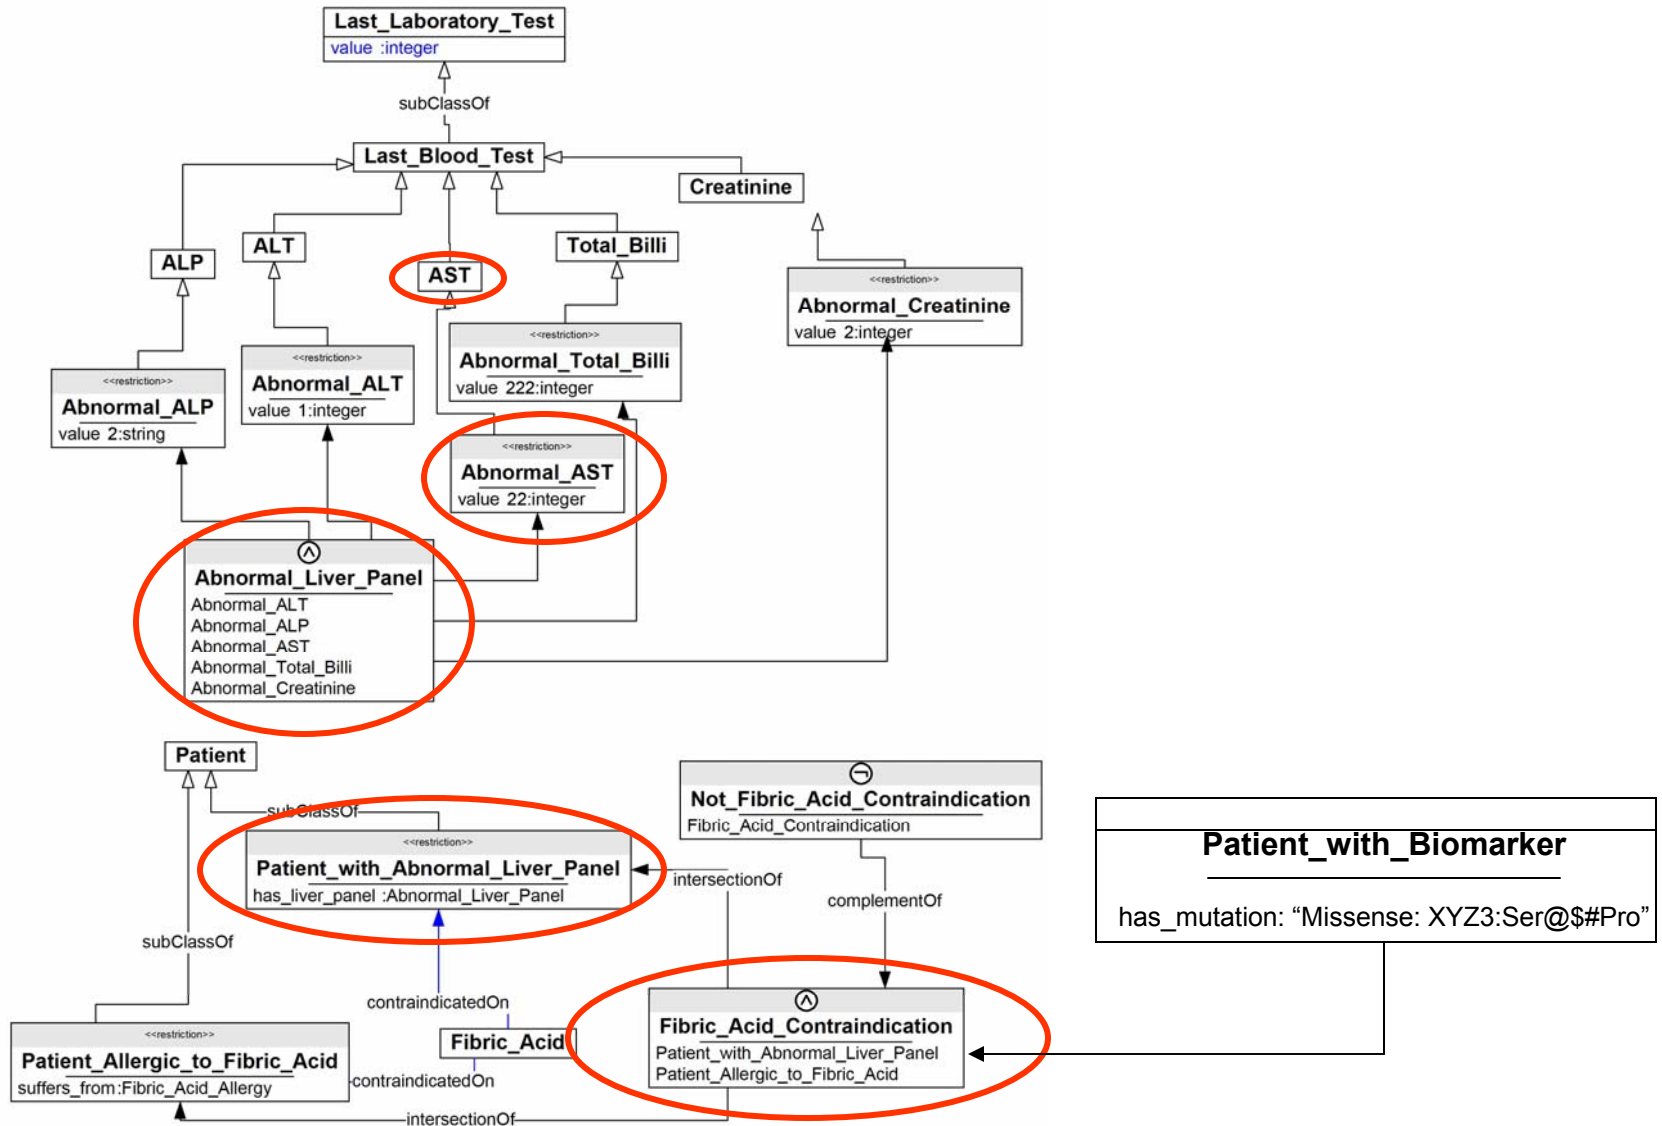 Last_Laboratory_Test
value :integer
subClassOf
Last_Blood_Test
Creatinine
ALP
ALT
AST
Total_Billi
<<restriction>>
Abnormal_Creatinine
value 2:integer
<<restriction>>
Abnormal_Total_Billi
value 222:integer
<<restriction>>
Abnormal_ALT
value 1:integer
<<restriction>>
Abnormal_ALP
value 2:string
<<restriction>>
Abnormal_AST
value 22:integer
Abnormal_Liver_Panel
Abnormal_ALT
Abnormal_ALP
Abnormal_AST
Abnormal_Total_Billi
Abnormal_Creatinine
Patient
subClassOf
<<restriction>>
Patient_with_Abnormal_Liver_Panel
has_liver_panel :Abnormal_Liver_Panel
intersectionOf
Not_Fibric_Acid_Contraindication
Fibric_Acid_Contraindication
complementOf
Patient_with_Biomarker
has_mutation: “Missense: XYZ3:Ser@$#Pro”
subClassOf
contraindicatedOn
Fibric_Acid
contraindicatedOn
<<restriction>>
Patient_Allergic_to_Fibric_Acid
suffers_from:Fibric_Acid_Allergy
Fibric_Acid_Contraindication
Patient_with_Abnormal_Liver_Panel
Patient_Allergic_to_Fibric_Acid
intersectionOf